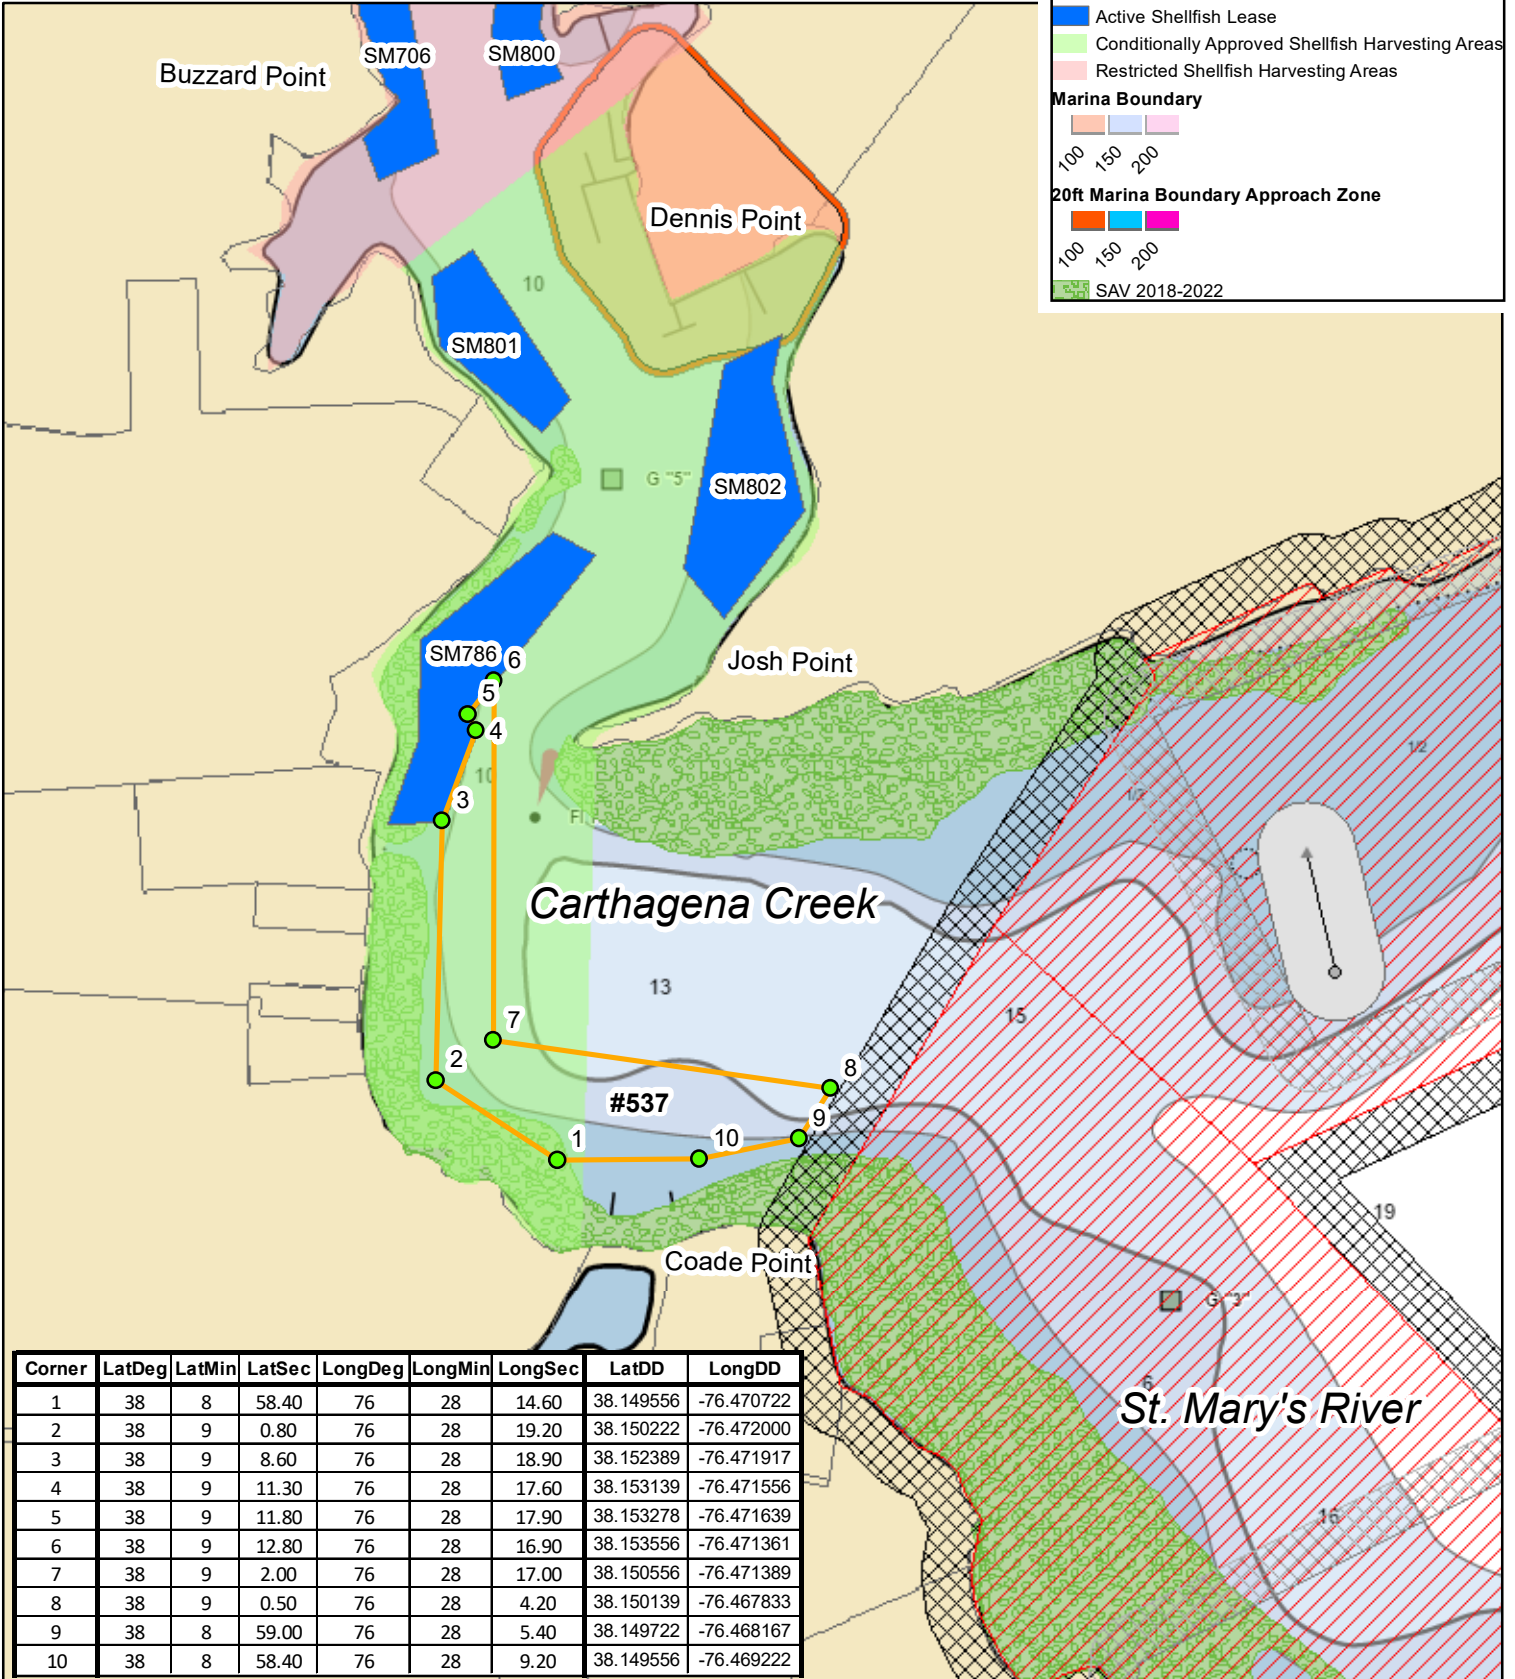 Active Shellfish Lease
Conditionally Approved Shellfish Harvesting Areas
Restricted Shellfish Harvesting Areas
Marina Boundary
100 150 200
20ft Marina Boundary Approach Zone
100 150 200
SAV 2018-2022
SM706
SM800
Buzzard Point
Dennis Point
10
SM801
G "5"
SM802
SM786
6
Josh Point
5
4
10
1/2
3
1/2
Fl
Carthagena Creek
13
15
7
2
8
#537
9
1
10
19
Coade Point
G "3"
6
St. Mary's River
16
Corner LatDeg LatMin LatSec LongDeg LongMin LongSec LatDD LongDD
1 38 8 58.40 76 28 14.60 38.149556 -76.470722
2 38 9 0.80 76 28 19.20 38.150222 -76.472000
3 38 9 8.60 76 28 18.90 38.152389 -76.471917
4 38 9 11.30 76 28 17.60 38.153139 -76.471556
5 38 9 11.80 76 28 17.90 38.153278 -76.471639
6 38 9 12.80 76 28 16.90 38.153556 -76.471361
7 38 9 2.00 76 28 17.00 38.150556 -76.471389
8 38 9 0.50 76 28 4.20 38.150139 -76.467833
9 38 8 59.00 76 28 5.40 38.149722 -76.468167
10 38 8 58.40 76 28 9.20 38.149556 -76.469222